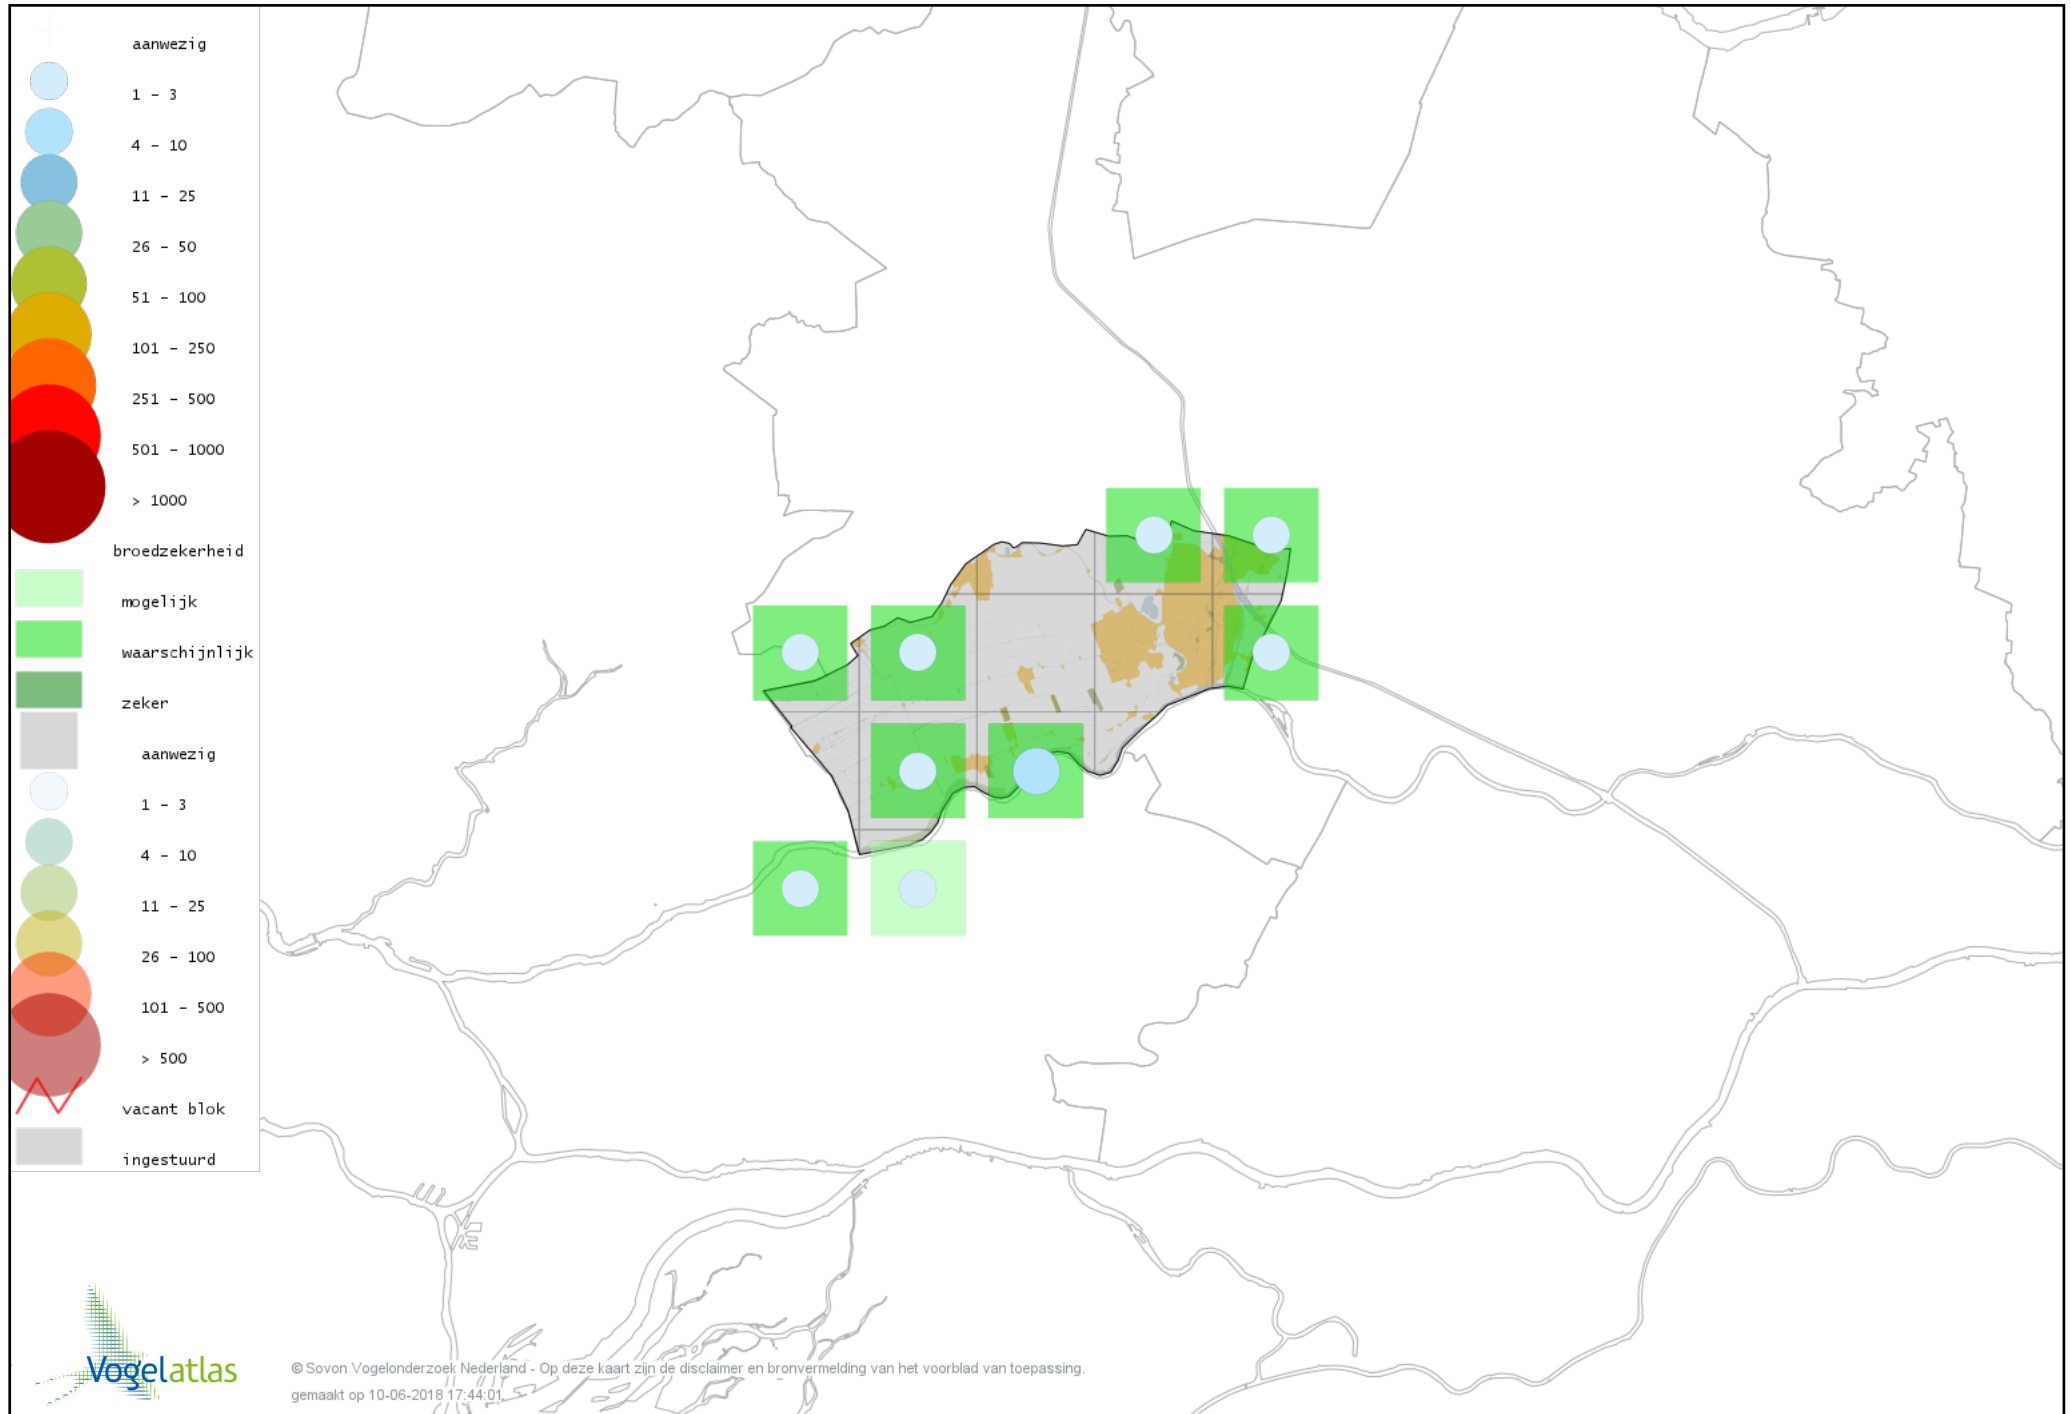 aanwezig
1 – 3
4 – 10
11 – 25
26 – 50
51 – 100
101 – 250
251 – 500
501 – 1000
> 1000
broedzekerheid
mogelijk
waarschijnlijk
zeker
aanwezig
1 – 3
4 – 10
11 – 25
26 – 100
101 – 500
> 500
vacant blok
ingestuurd
Vogelatlas
© Sovon Vogelonderzoek Nederland - Op deze kaart zijn de disclaimer en bronvermelding van het voorblad van toepassing.
gemaakt op 10-06-2018 17:44:01